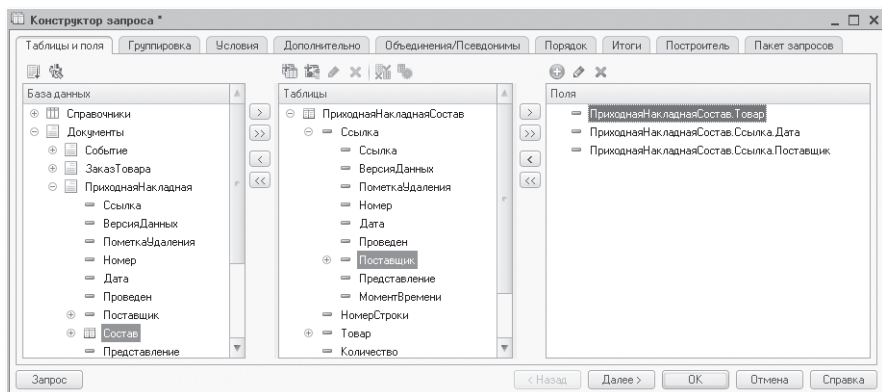 Конструктор запроса *
Таблицы и поля
Группировка
Условия
Дополнительно
Объединения/Псевдонимы
Порядок
Итоги
Построитель
Пакет запросов
База данных
Справочники
Документы
Событие
ЗаказТовара
ПриходнаяНакладная
Ссылка
ВерсияДанных
ПометкаУдаления
Номер
Дата
Проведен
Поставщик
Состав
Представление
Таблицы
ПриходнаяНакладнаяСостав
Ссылка
Ссылка
ВерсияДанных
ПометкаУдаления
Номер
Дата
Проведен
Поставщик
Представление
МоментВремени
НомерСтроки
Товар
Количество
Поля
ПриходнаяНакладнаяСостав.Товар
ПриходнаяНакладнаяСостав.Ссылка.Дата
ПриходнаяНакладнаяСостав.Ссылка.Поставщик
>
>>
<
<<
>
>>
<
<<
Запрос
< Назад
Далее >
OK
Отмена
Справка